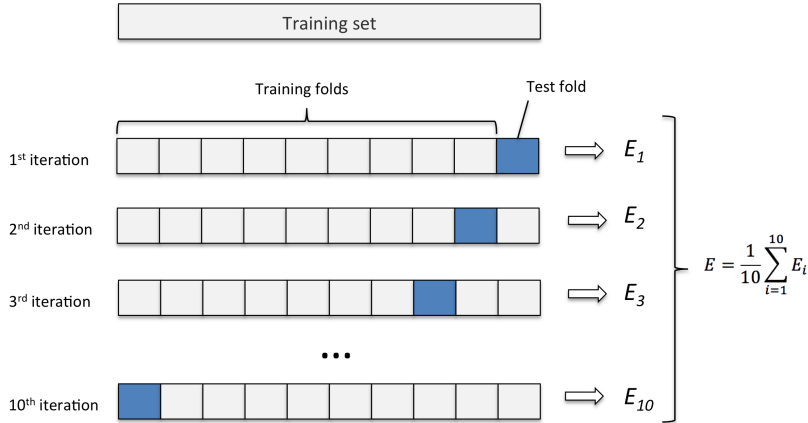 Training set
Training folds
Test fold
1st iteration
E1
2nd iteration
E2
3rd iteration
E3
E = 1/10 10∑i=1 Ei
...
10th iteration
E10